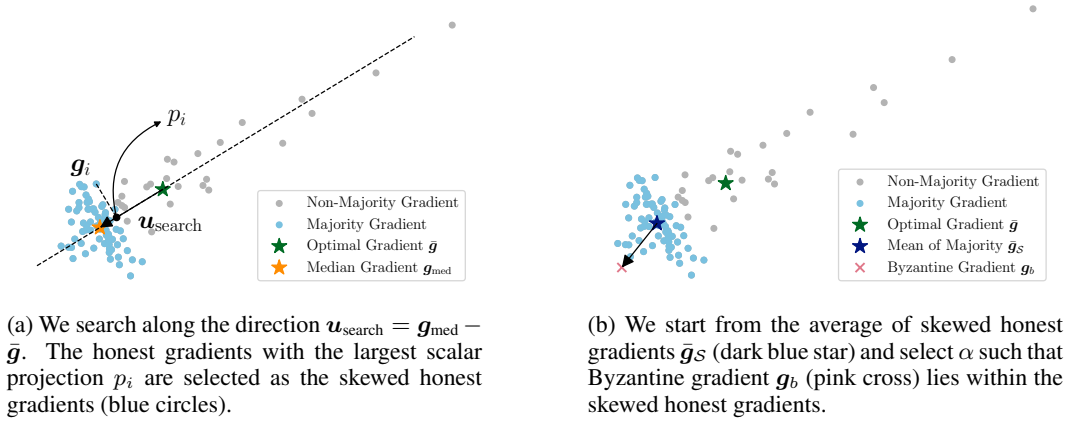 p_i
g_i
u_search
Non-Majority Gradient
Majority Gradient
Optimal Gradient ḡ
Median Gradient g_med
Non-Majority Gradient
Majority Gradient
Optimal Gradient ḡ
Mean of Majority ḡ_S
Byzantine Gradient g_b
(a) We search along the direction u_search = g_med −
ḡ. The honest gradients with the largest scalar
projection p_i are selected as the skewed honest
gradients (blue circles).
(b) We start from the average of skewed honest
gradients ḡ_S (dark blue star) and select α such that
Byzantine gradient g_b (pink cross) lies within the
skewed honest gradients.